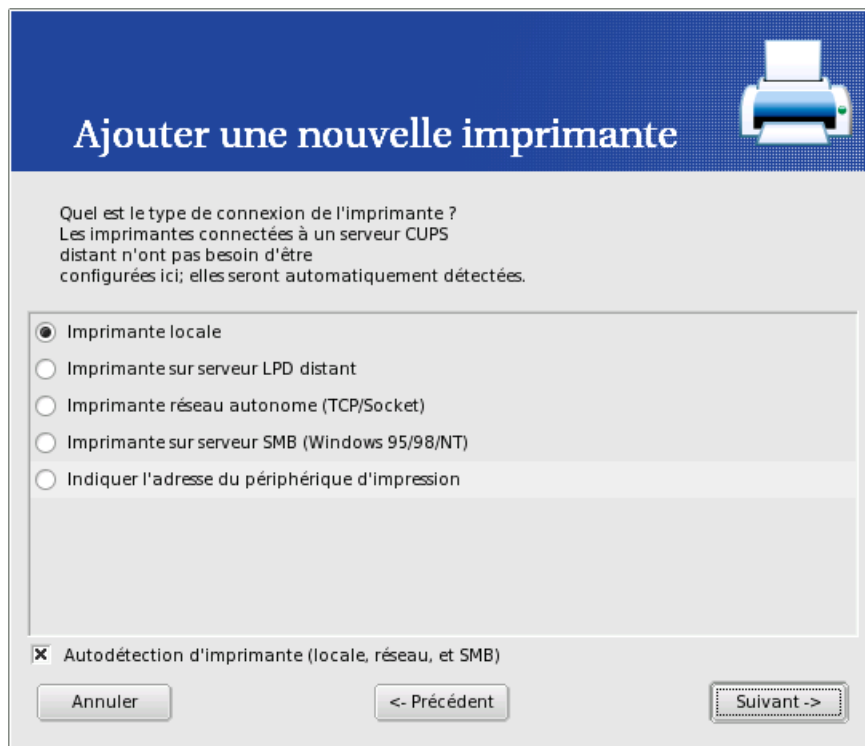 Ajouter une nouvelle imprimante
Quel est le type de connexion de l'imprimante ?
Les imprimantes connectées à un serveur CUPS
distant n'ont pas besoin d'être
configurées ici; elles seront automatiquement détectées.
Imprimante locale
Imprimante sur serveur LPD distant
Imprimante réseau autonome (TCP/Socket)
Imprimante sur serveur SMB (Windows 95/98/NT)
Indiquer l'adresse du périphérique d'impression
Autodétection d'imprimante (locale, réseau, et SMB)
Annuler
<- Précédent
Suivant ->